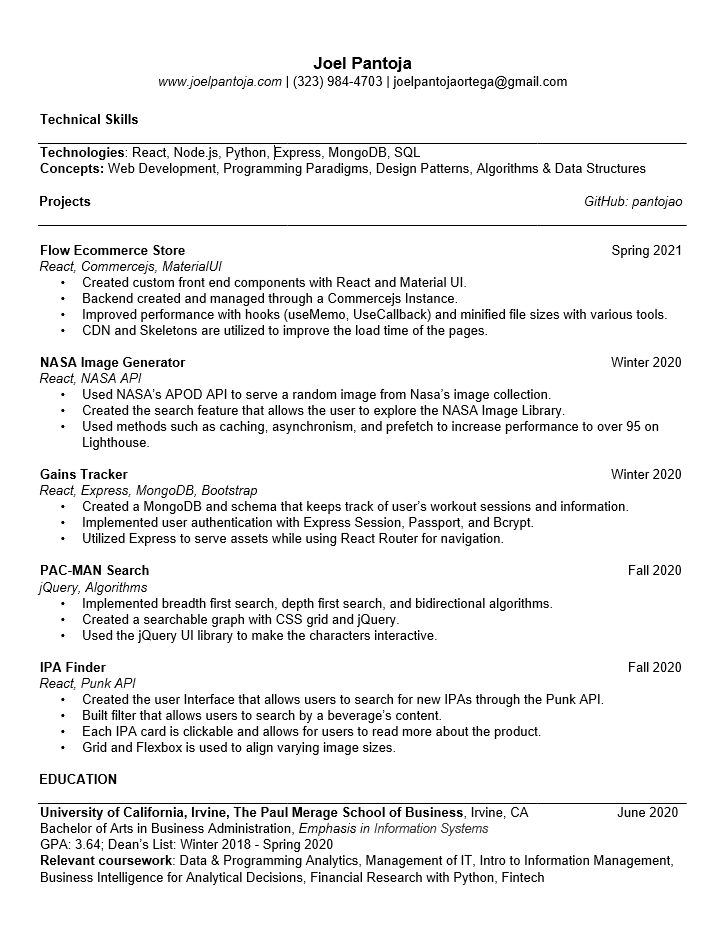 Joel Pantoja
www.joelpantoja.com | (323) 984-4703 | joelpantojaortega@gmail.com
Technical Skills
Technologies: React, Node.js, Python, Express, MongoDB, SQL
Concepts: Web Development, Programming Paradigms, Design Patterns, Algorithms & Data Structures
Projects GitHub: pantojao
Flow Ecommerce Store Spring 2021
React, Commercejs, MaterialUI
• Created custom front end components with React and Material UI.
• Backend created and managed through a Commercejs Instance.
• Improved performance with hooks (useMemo, UseCallback) and minified file sizes with various tools.
• CDN and Skeletons are utilized to improve the load time of the pages.
NASA Image Generator Winter 2020
React, NASA API
• Used NASA's APOD API to serve a random image from Nasa's image collection.
• Created the search feature that allows the user to explore the NASA Image Library.
• Used methods such as caching, asynchronism, and prefetch to increase performance to over 95 on
Lighthouse.
Gains Tracker Winter 2020
React, Express, MongoDB, Bootstrap
• Created a MongoDB and schema that keeps track of user's workout sessions and information.
• Implemented user authentication with Express Session, Passport, and Bcrypt.
• Utilized Express to serve assets while using React Router for navigation.
PAC-MAN Search Fall 2020
jQuery, Algorithms
• Implemented breadth first search, depth first search, and bidirectional algorithms.
• Created a searchable graph with CSS grid and jQuery.
• Used the jQuery UI library to make the characters interactive.
IPA Finder Fall 2020
React, Punk API
• Created the user Interface that allows users to search for new IPAs through the Punk API.
• Built filter that allows users to search by a beverage's content.
• Each IPA card is clickable and allows for users to read more about the product.
• Grid and Flexbox is used to align varying image sizes.
EDUCATION
University of California, Irvine, The Paul Merage School of Business, Irvine, CA June 2020
Bachelor of Arts in Business Administration, Emphasis in Information Systems
GPA: 3.64; Dean's List: Winter 2018 - Spring 2020
Relevant coursework: Data & Programming Analytics, Management of IT, Intro to Information Management,
Business Intelligence for Analytical Decisions, Financial Research with Python, Fintech